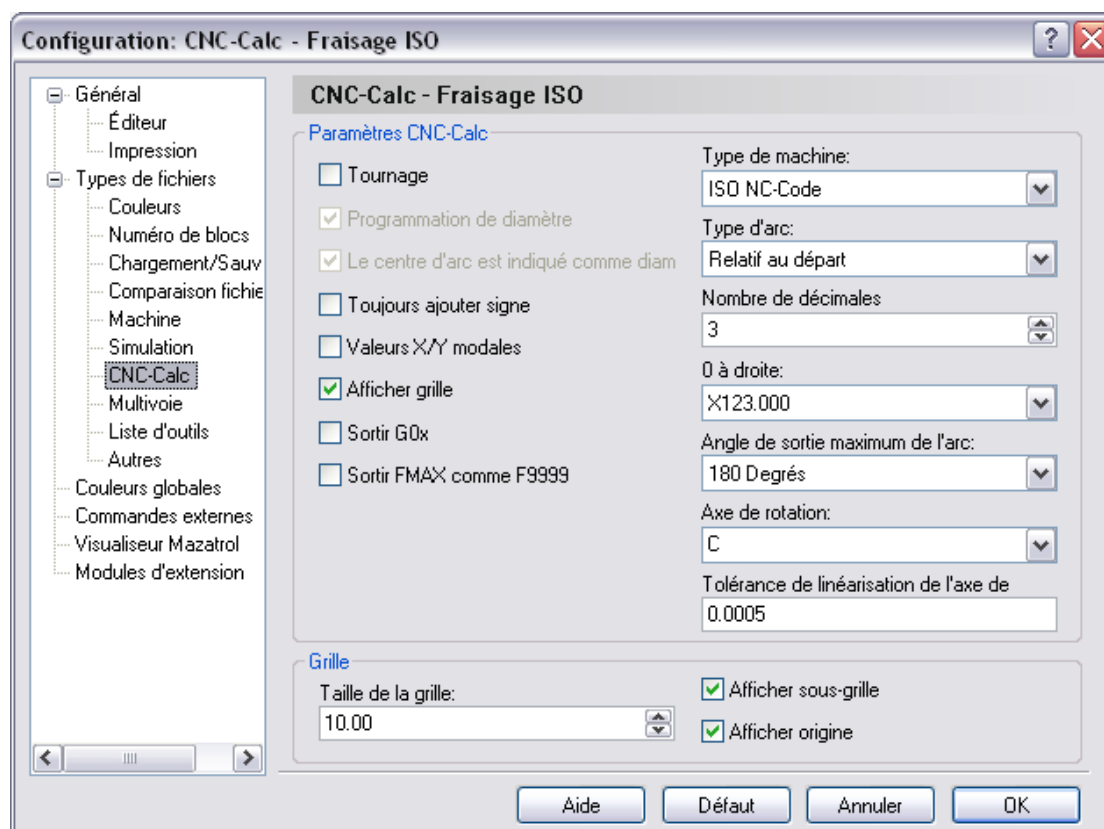 Configuration: CNC-Calc - Fraisage ISO
Général
Éditeur
Impression
Types de fichiers
Couleurs
Numéro de blocs
Chargement/Sauv
Comparaison fichie
Machine
Simulation
CNC-Calc
Multivoie
Liste d'outils
Autres
Couleurs globales
Commandes externes
Visualiseur Mazatrol
Modules d'extension
CNC-Calc - Fraisage ISO
Paramètres CNC-Calc
Tournage
Programmation de diamètre
Le centre d'arc est indiqué comme diam
Toujours ajouter signe
Valeurs X/Y modales
Afficher grille
Sortir G0x
Sortir FMAX comme F9999
Type de machine:
ISO NC-Code
Type d'arc:
Relatif au départ
Nombre de décimales
3
0 à droite:
X123.000
Angle de sortie maximum de l'arc:
180 Degrés
Axe de rotation:
C
Tolérance de linéarisation de l'axe de
0.0005
Grille
Taille de la grille:
10.00
Afficher sous-grille
Afficher origine
Aide
Défaut
Annuler
OK